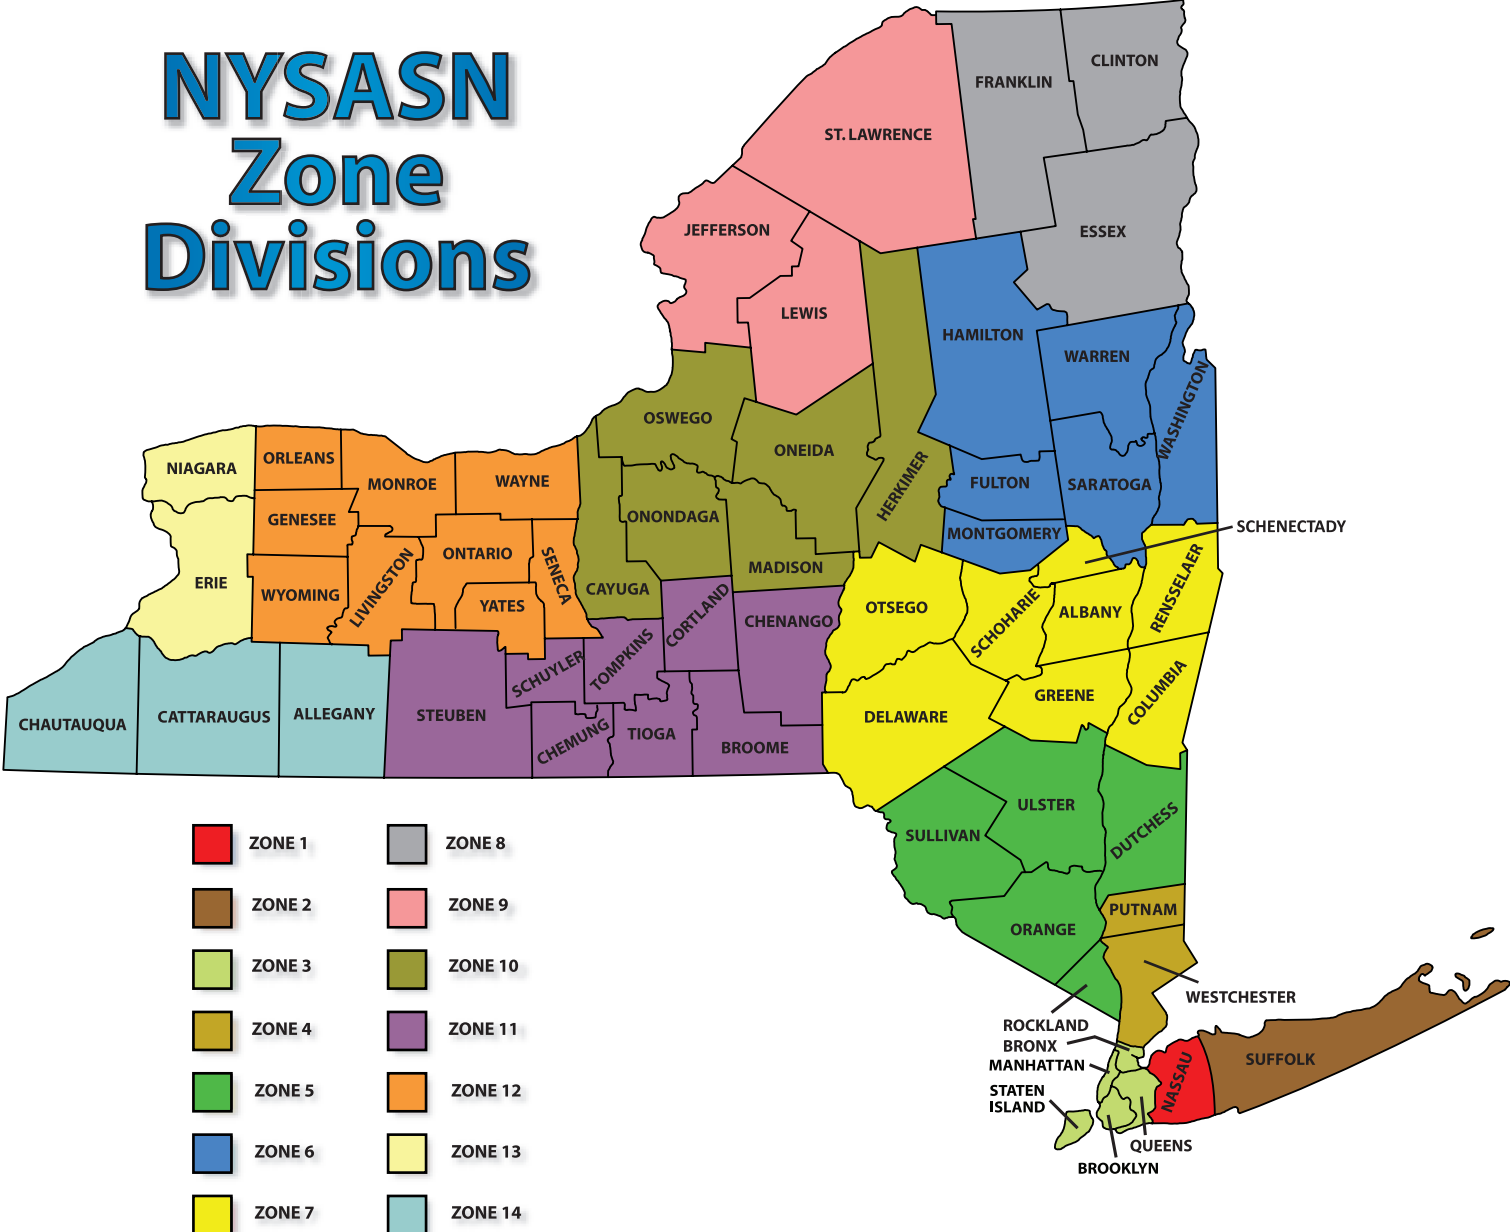 NYSASN
Zone
Divisions
CLINTON
FRANKLIN
ST. LAWRENCE
JEFFERSON
ESSEX
LEWIS
HAMILTON
WARREN
WASHINGTON
OSWEGO
ONEIDA
HERKIMER
NIAGARA
ORLEANS
MONROE
WAYNE
FULTON
SARATOGA
GENESEE
ONONDAGA
MONTGOMERY
SCHENECTADY
ERIE
WYOMING
LIVINGSTON
ONTARIO
SENECA
YATES
CAYUGA
MADISON
CORTLAND
CHENANGO
OTSEGO
SCHOHARIE
ALBANY
RENSSELAER
CHAUTAUQUA
CATTARAUGUS
ALLEGANY
STEUBEN
SCHUYLER
TOMPKINS
CHEMUNG
TIOGA
BROOME
DELAWARE
GREENE
COLUMBIA
ULSTER
SULLIVAN
DUTCHESS
ORANGE
PUTNAM
WESTCHESTER
ROCKLAND
BRONX
MANHATTAN
STATEN
ISLAND
BROOKLYN
QUEENS
NASSAU
SUFFOLK
ZONE 1
ZONE 2
ZONE 3
ZONE 4
ZONE 5
ZONE 6
ZONE 7
ZONE 8
ZONE 9
ZONE 10
ZONE 11
ZONE 12
ZONE 13
ZONE 14